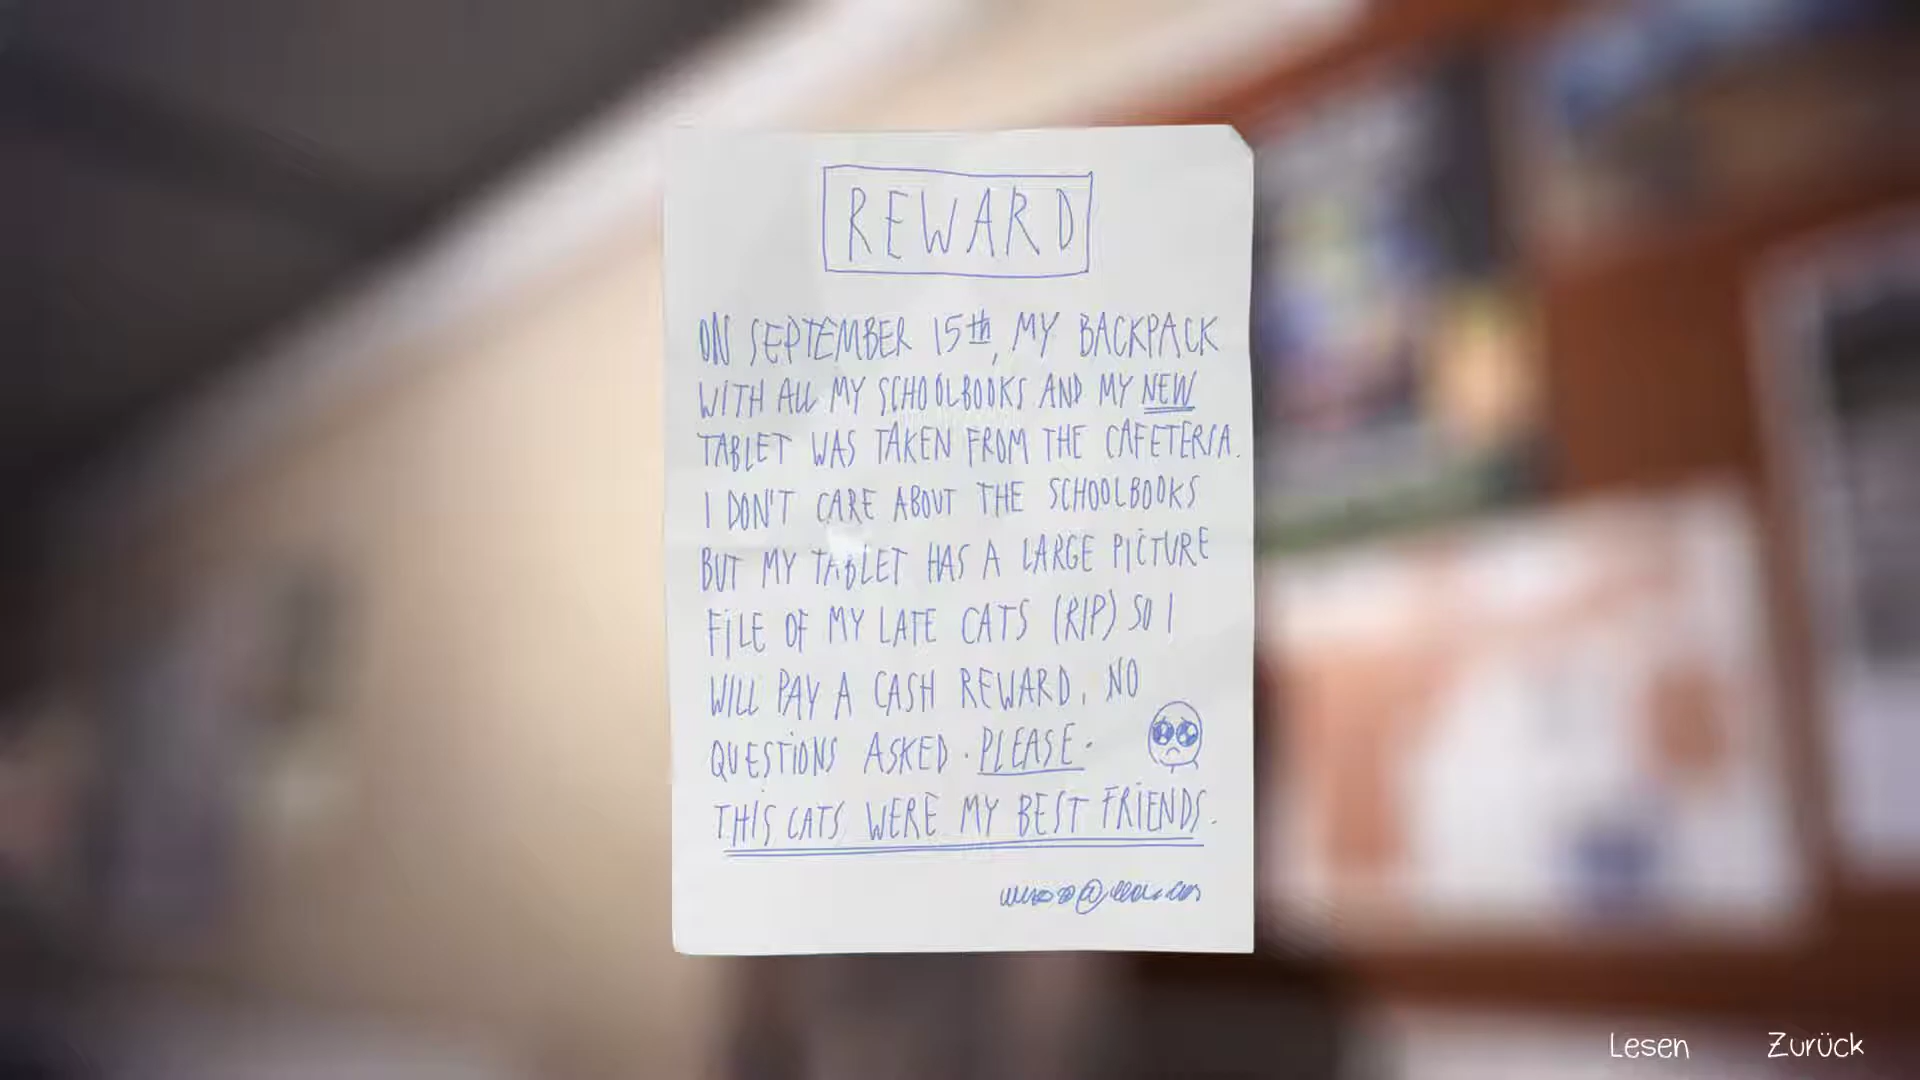 REWARD
ON SEPTEMBER 15th, MY BACKPACK
WITH ALL MY SCHOOLBOOKS AND MY NEW
TABLET WAS TAKEN FROM THE CAFETERIA.
I DON'T CARE ABOUT THE SCHOOLBOOKS
BUT MY TABLET HAS A LARGE PICTURE
FILE OF MY LATE CATS (RIP) SO I
WILL PAY A CASH REWARD. NO
QUESTIONS ASKED. PLEASE.
THIS CATS WERE MY BEST FRIENDS.
Lesen Zurück